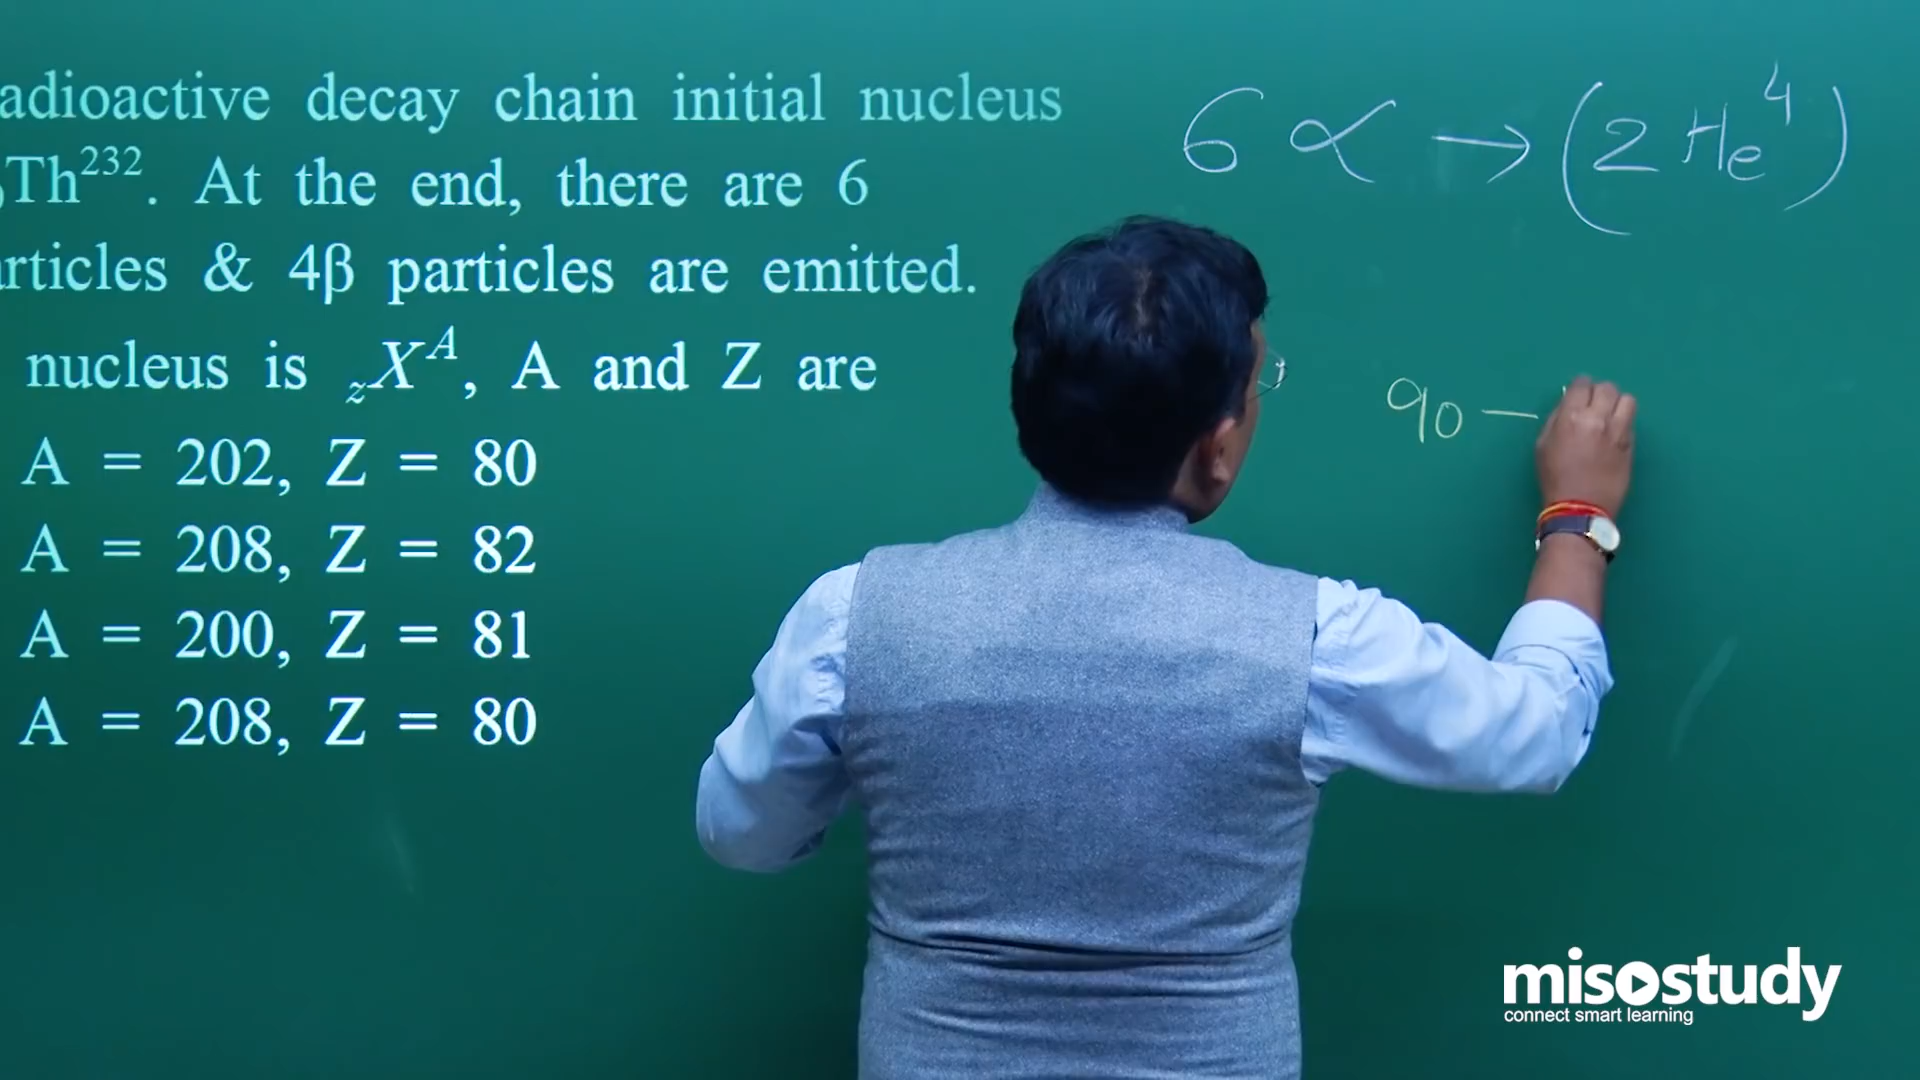 adioactive decay chain initial nucleus
Th²³². At the end, there are 6
rticles & 4β particles are emitted.
nucleus is zXᴬ, A and Z are
A = 202, Z = 80
A = 208, Z = 82
A = 200, Z = 81
A = 208, Z = 80
6 α → (2 He⁴)
90 –
misostudy
connect smart learning